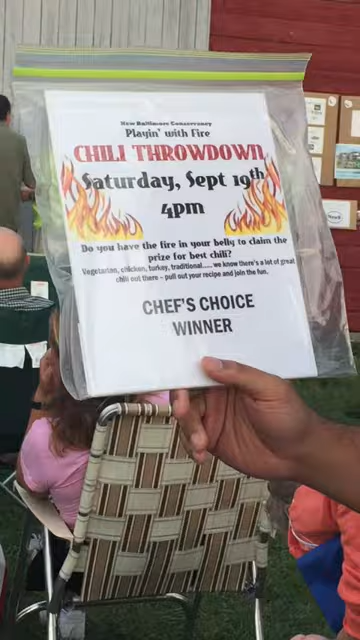 New Baltimore Conservancy
Playin' with Fire
CHILI THROWDOWN
Saturday, Sept 19th
4pm
Do you have the fire in your belly to claim the
prize for best chili?
Vegetarian, chicken, turkey, traditional..... we know there's a lot of great
chili out there - pull out your recipe and join the fun.
CHEF'S CHOICE
WINNER